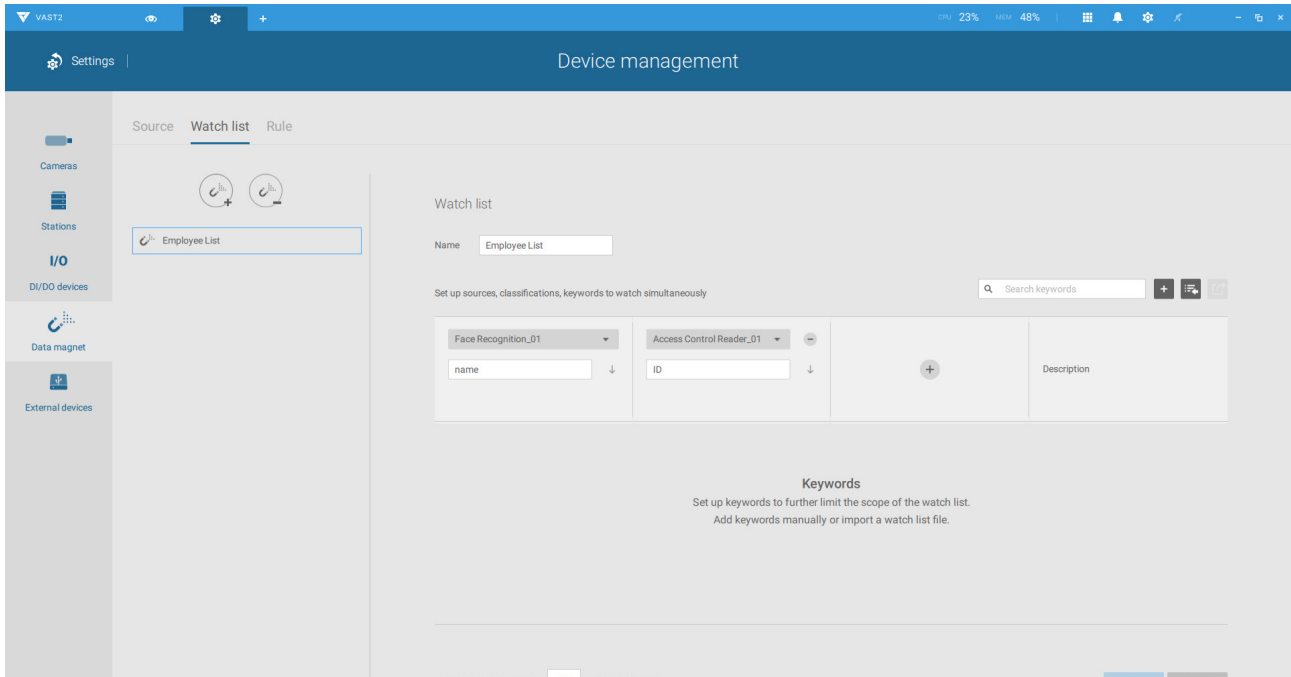 VAST2
CPU 23% MEM 48%
Settings
Device management
Source Watch list Rule
Cameras
Stations
I/O
DI/DO devices
Data magnet
External devices
Employee List
Watch list
Name Employee List
Set up sources, classifications, keywords to watch simultaneously
Search keywords
Face Recognition_01 Access Control Reader_01
name ID
Description
Keywords
Set up keywords to further limit the scope of the watch list.
Add keywords manually or import a watch list file.